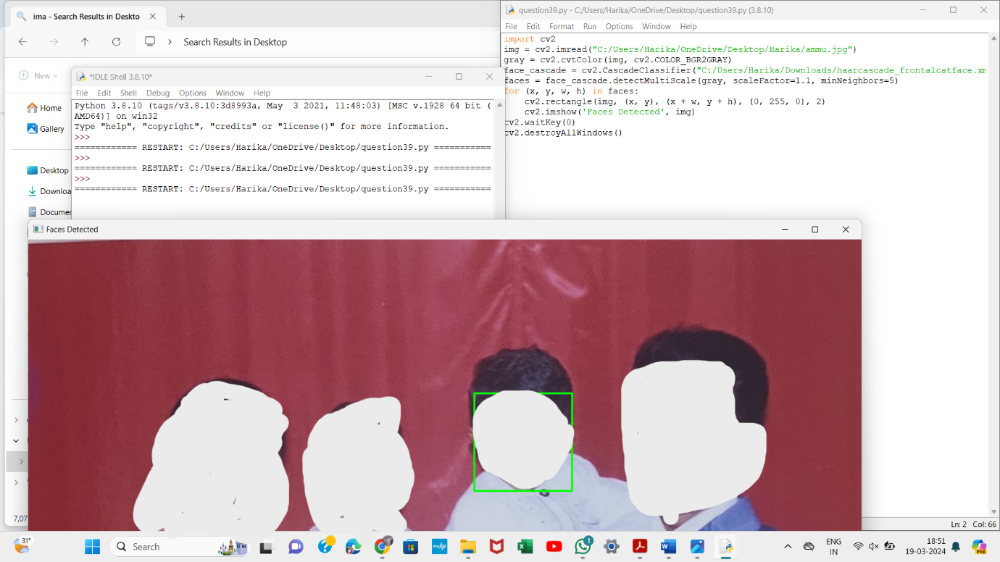 ima - Search Results in Deskto
question39.py - C:/Users/Harika/OneDrive/Desktop/question39.py (3.8.10)
File Edit Format Run Options Window Help
Search Results in Desktop
New
Home
Gallery
Desktop
Downloa
Documen
7,07
import cv2
img = cv2.imread("C:/Users/Harika/OneDrive/Desktop/Harika/ammu.jpg")
gray = cv2.cvtColor(img, cv2.COLOR_BGR2GRAY)
face_cascade = cv2.CascadeClassifier("C:/Users/Harika/Downloads/haarcascade_frontalcatface.xm
faces = face_cascade.detectMultiScale(gray, scaleFactor=1.1, minNeighbors=5)
for (x, y, w, h) in faces:
    cv2.rectangle(img, (x, y), (x + w, y + h), (0, 255, 0), 2)
    cv2.imshow('Faces Detected', img)
cv2.waitKey(0)
cv2.destroyAllWindows()
*IDLE Shell 3.8.10*
File Edit Shell Debug Options Window Help
Python 3.8.10 (tags/v3.8.10:3d8993a, May  3 2021, 11:48:03) [MSC v.1928 64 bit (
AMD64)] on win32
Type "help", "copyright", "credits" or "license()" for more information.
>>>
============ RESTART: C:/Users/Harika/OneDrive/Desktop/question39.py ===========
>>>
============ RESTART: C:/Users/Harika/OneDrive/Desktop/question39.py ===========
>>>
============ RESTART: C:/Users/Harika/OneDrive/Desktop/question39.py ===========
Faces Detected
Ln: 2 Col: 66
31°
Search
1
ENG
IN
18:51
19-03-2024
PRE